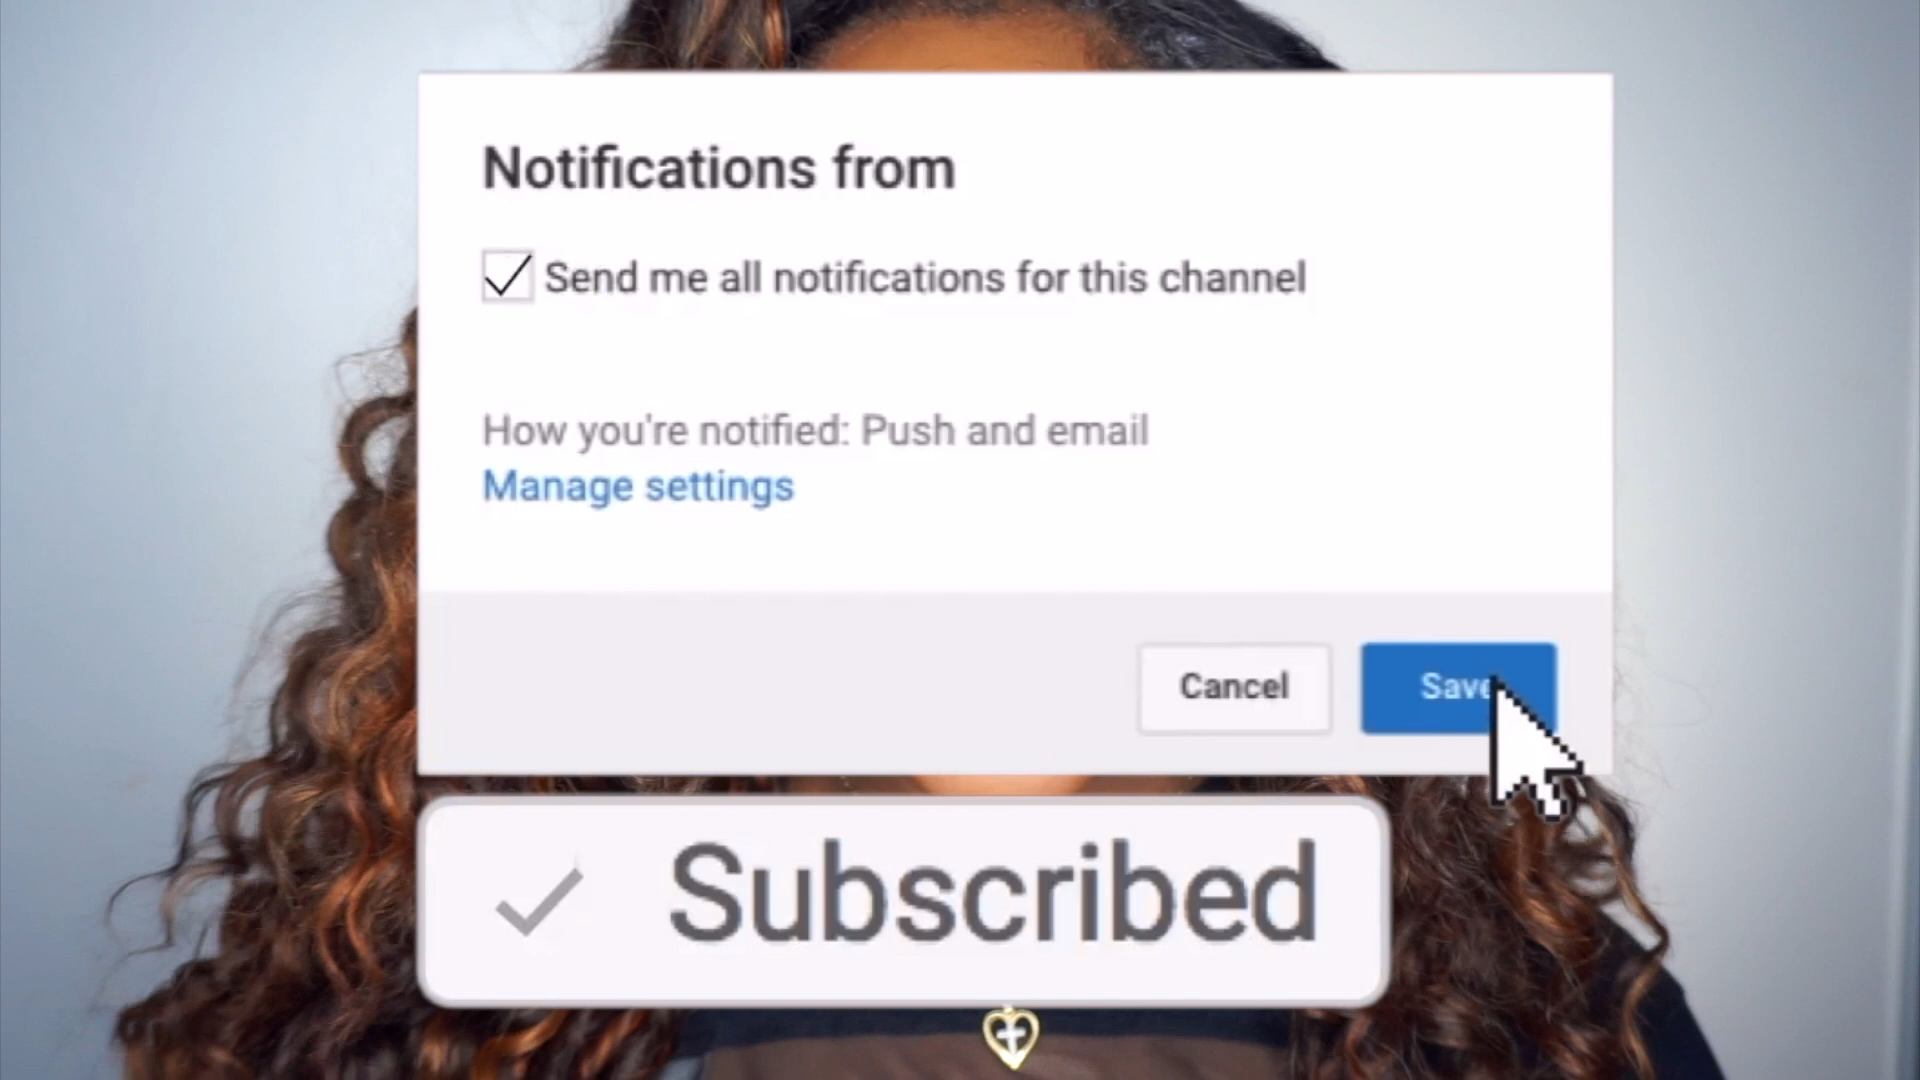 Notifications from
Send me all notifications for this channel
How you're notified: Push and email
Manage settings
Cancel
Save
Subscribed